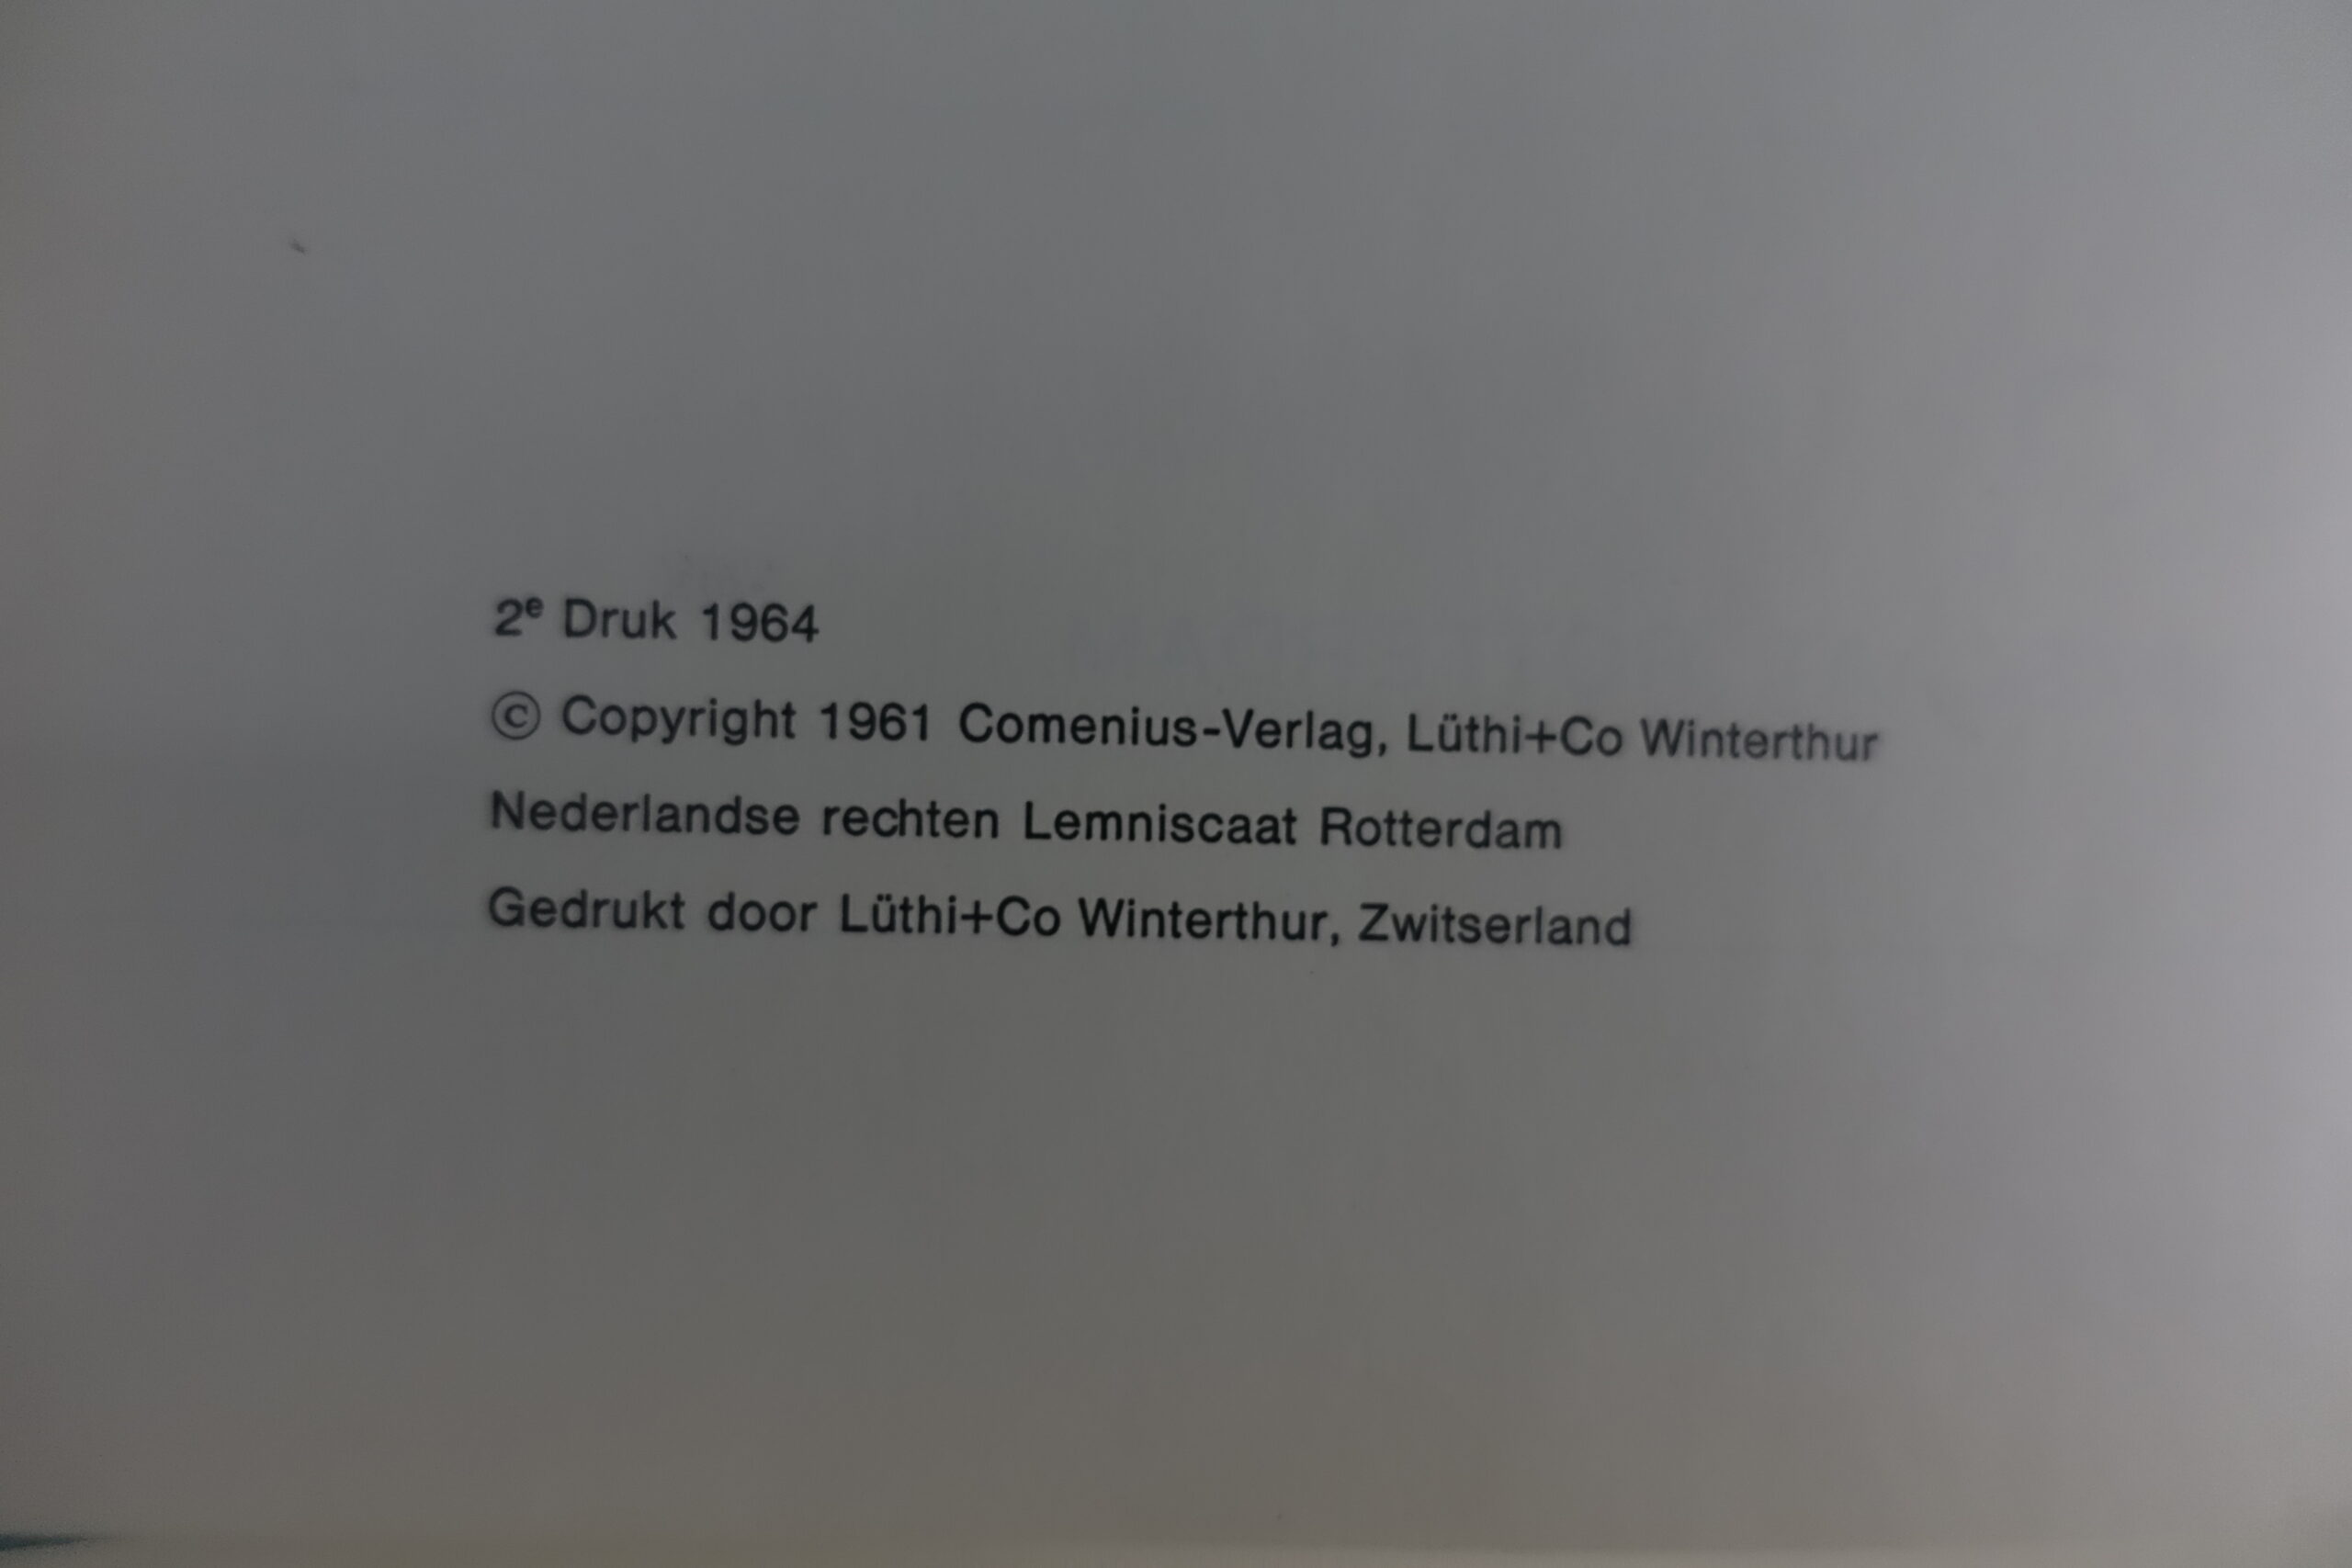 2e Druk 1964
© Copyright 1961 Comenius-Verlag, Lüthi+Co Winterthur
Nederlandse rechten Lemniscaat Rotterdam
Gedrukt door Lüthi+Co Winterthur, Zwitserland